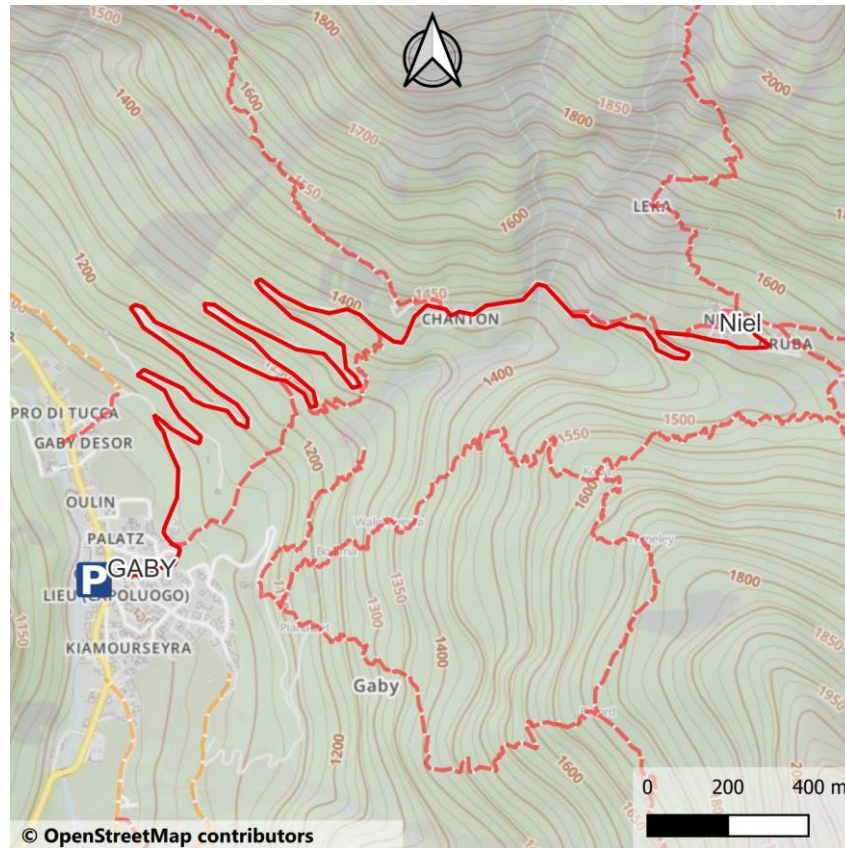 1500
1800
1850
2000
1400
1600
1800
1700
1550
LEKA
1600
1200
1600
1450
1400
CHANTON
Niel
GRUBA
1400
PRO DI TUCCA
GABY DESOR
1500
1550
1200
1600
OULIN
PALATZ
P
GABY
LIEU (CAPOLUOGO)
1350
1300
1800
1150
KIAMOURSEYRA
1400
1850
Gaby
1950
1200
1600
0 200 400 m
© OpenStreetMap contributors